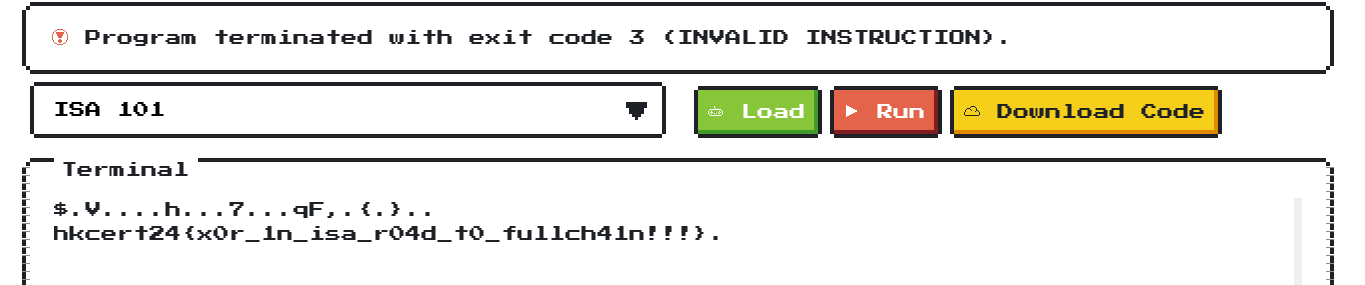 Program terminated with exit code 3 (INVALID INSTRUCTION).
ISA 101
Load
Run
Download Code
Terminal
$.V....h...7...qF,.{.}..
hkcert24{x0r_1n_isa_r04d_t0_fullch41n!!!}.